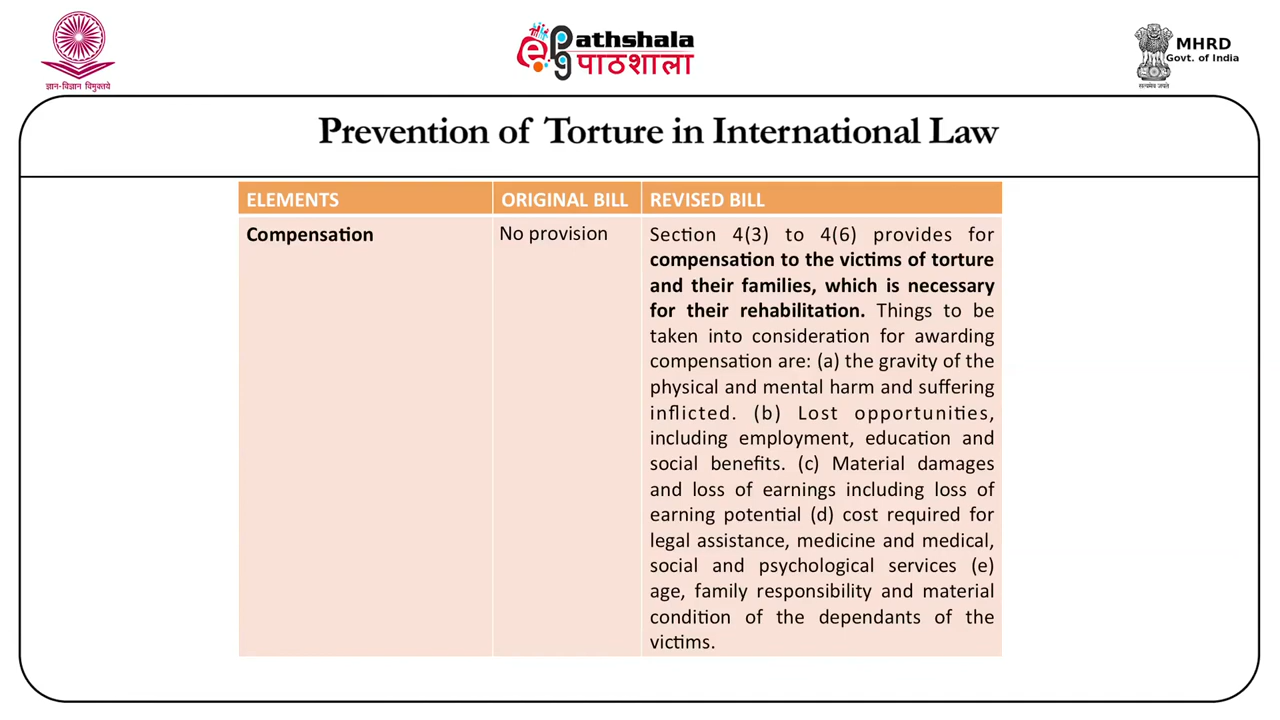 ज्ञान-विज्ञान विमुक्तये
epg
athshala
पाठशाला
MHRD
Govt. of India
सत्यमेव जयते
Prevention of Torture in International Law
ELEMENTS
ORIGINAL BILL
REVISED BILL
Compensation
No provision
Section 4(3) to 4(6) provides for
compensation to the victims of torture
and their families, which is necessary
for their rehabilitation. Things to be
taken into consideration for awarding
compensation are: (a) the gravity of the
physical and mental harm and suffering
inflicted. (b) Lost opportunities,
including employment, education and
social benefits. (c) Material damages
and loss of earnings including loss of
earning potential (d) cost required for
legal assistance, medicine and medical,
social and psychological services (e)
age, family responsibility and material
condition of the dependants of the
victims.